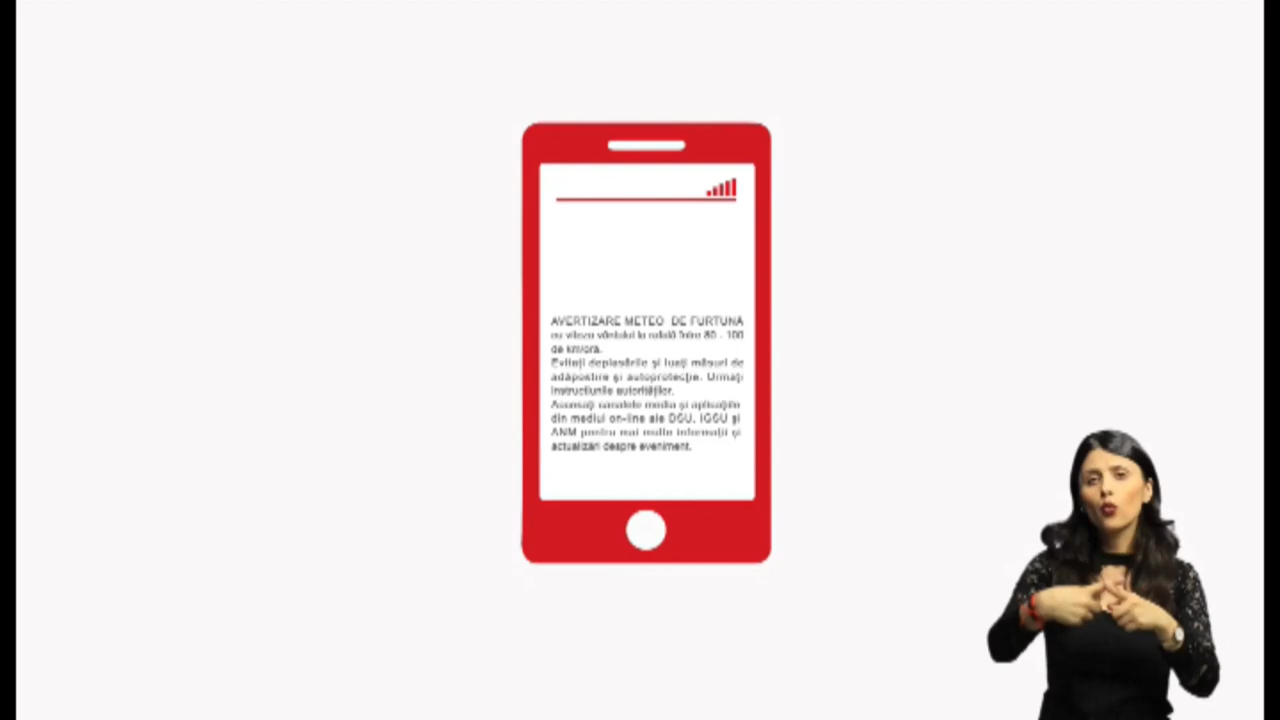 AVERTIZARE METEO DE FURTUNĂ
cu viteza vântului la rafală între 80 - 100
de km/oră.
Evitați deplasările și luați măsuri de
adăpostire și autoprotecție. Urmați
instrucțiunile autorităților.
Accesați canalele media și aplicațiile
din mediul on-line ale DSU, IGSU și
ANM pentru mai multe informații și
actualizări despre eveniment.